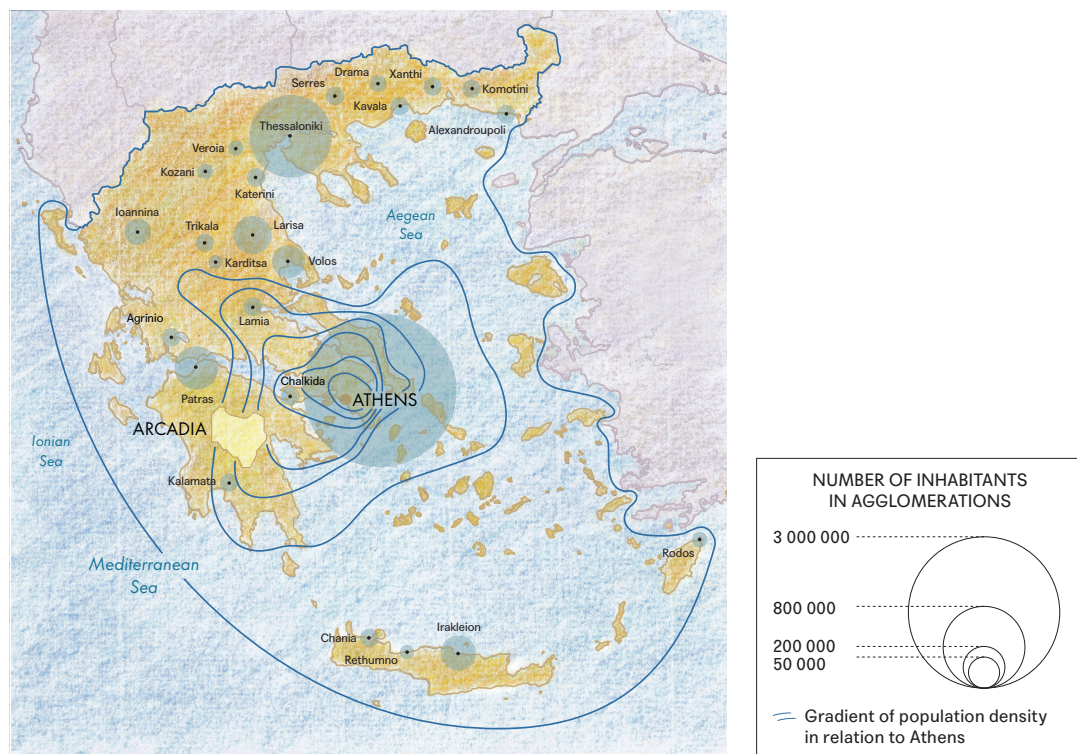 Drama
Xanthi
Serres
Komotini
Kavala
Thessaloniki
Alexandroupoli
Veroia
Kozani
Katerini
Ioannina
Aegean
Sea
Trikala
Larisa
Karditsa
Volos
Agrínio
Lamia
Chalkida
Patras
ATHENS
ARCADIA
Ionian
Sea
Kalamata
Mediterranean
Sea
Rodos
Chania
Irakleion
Rethumno
NUMBER OF INHABITANTS
IN AGGLOMERATIONS
3 000 000
800 000
200 000
50 000
Gradient of population density
in relation to Athens